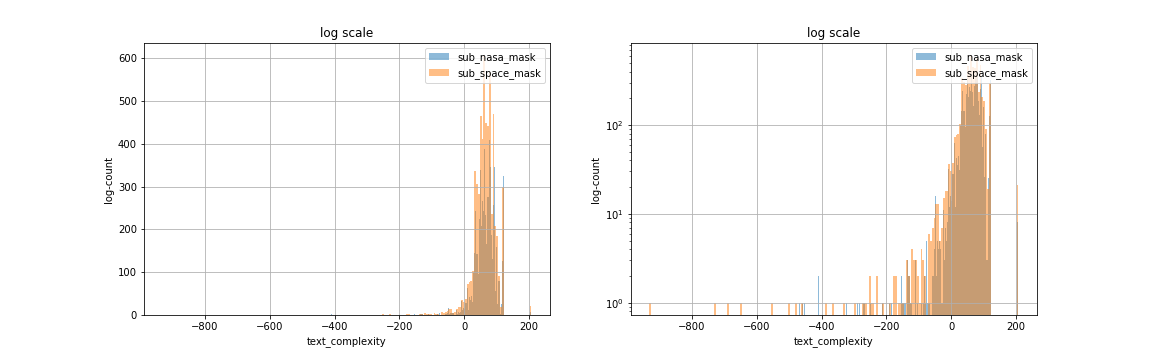 log scale
600
500
400
300
200
100
0
log-count
−800
−600
−400
−200
0
200
text_complexity
sub_nasa_mask
sub_space_mask
log scale
10²
10¹
10⁰
log-count
−800
−600
−400
−200
0
200
text_complexity
sub_nasa_mask
sub_space_mask